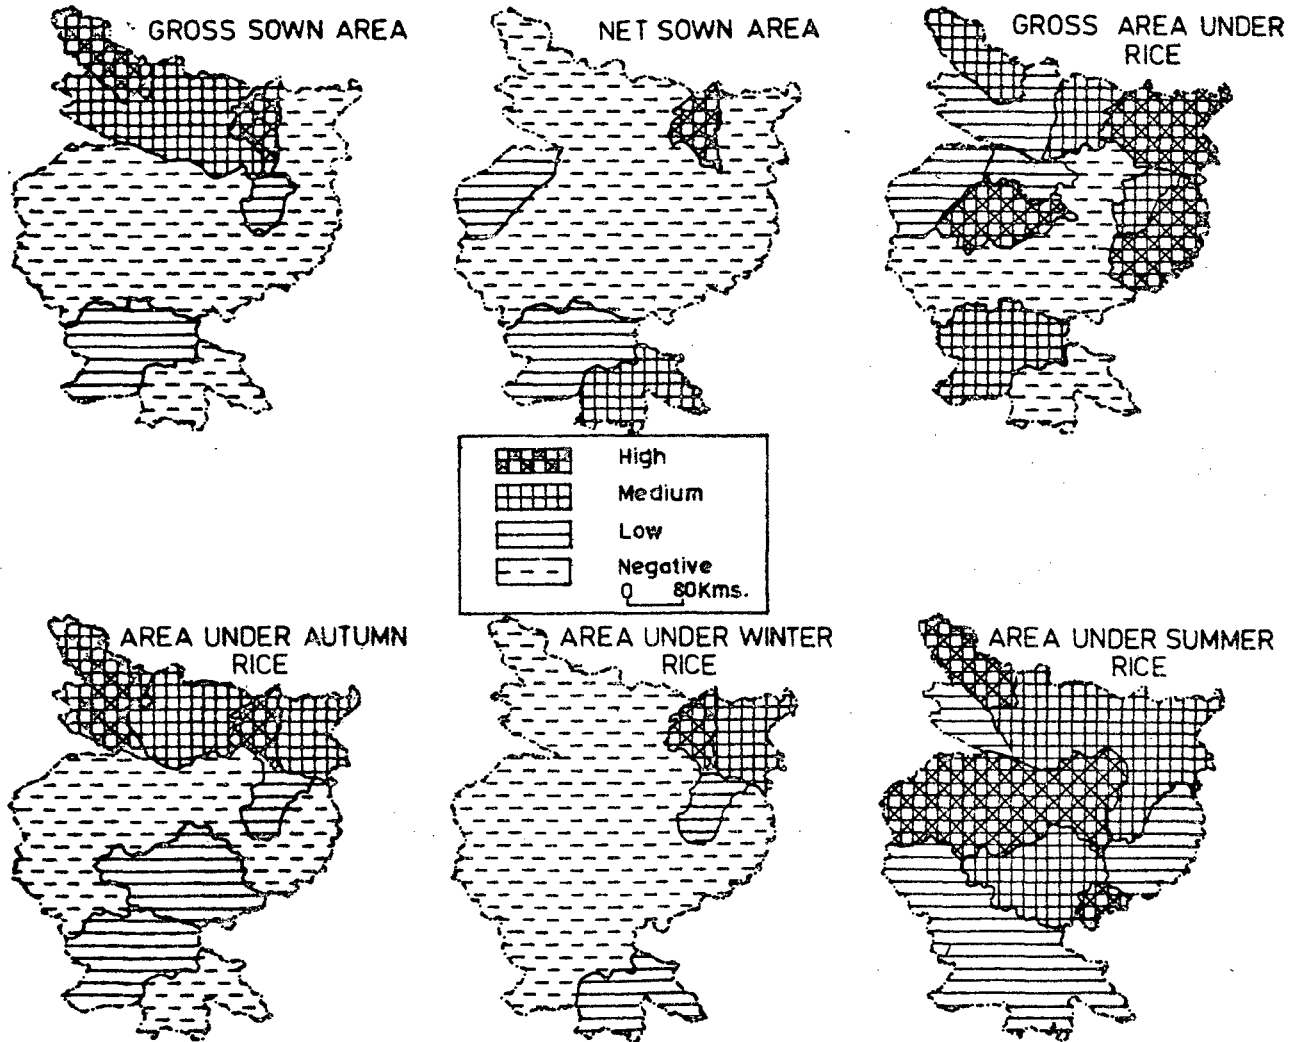 GROSS SOWN AREA
NET SOWN AREA
GROSS AREA UNDER
RICE
High
Medium
Low
Negative
0 80Kms.
AREA UNDER AUTUMN
RICE
AREA UNDER WINTER
RICE
AREA UNDER SUMMER
RICE